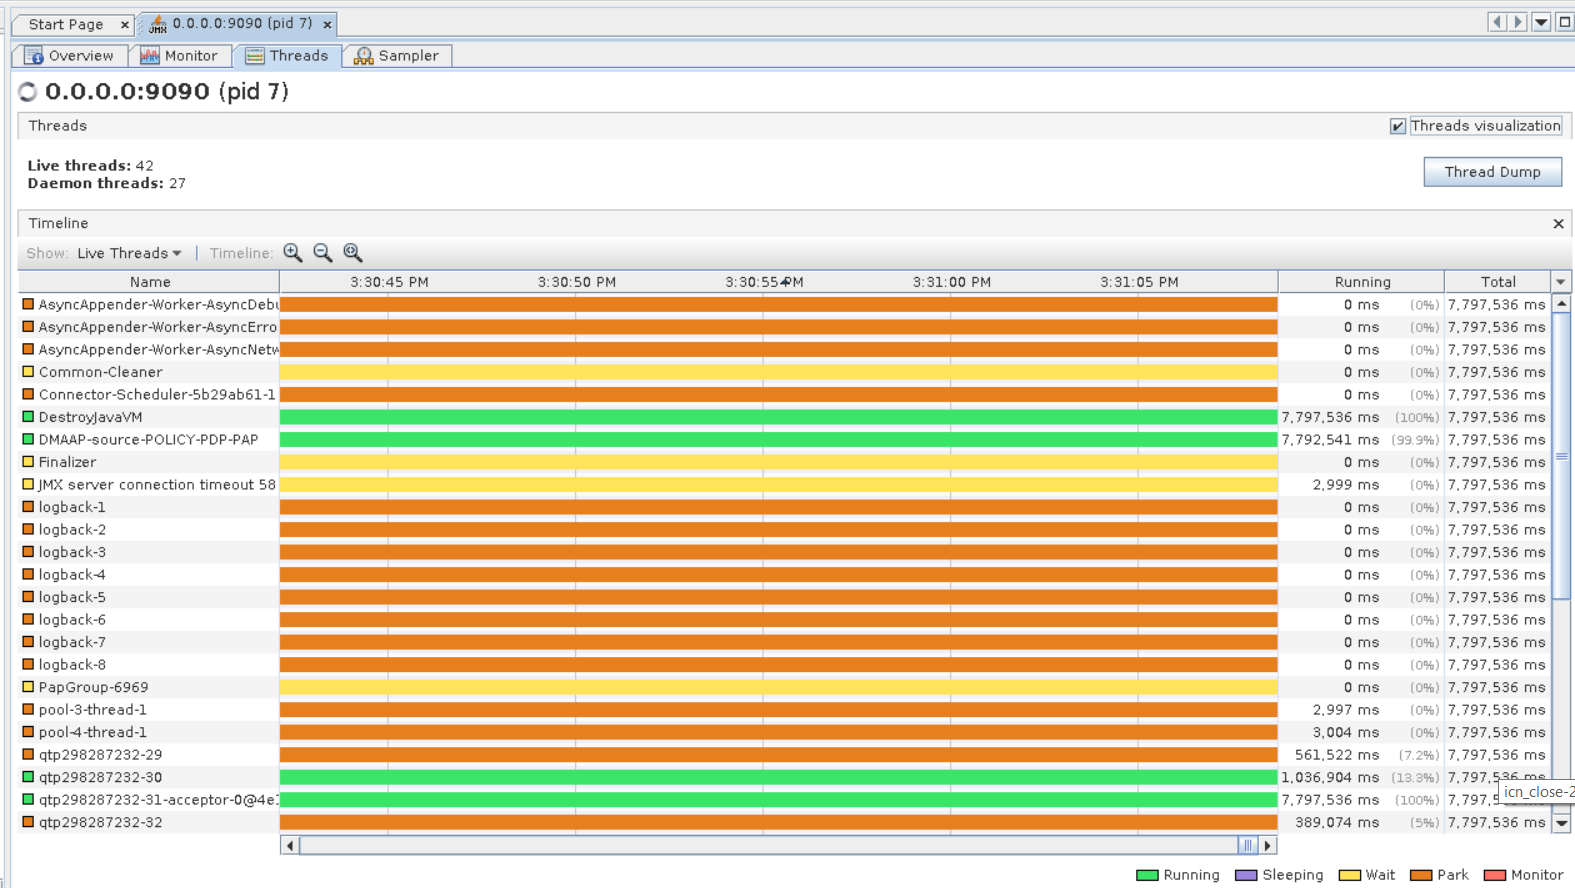 Start Page × JMX 0.0.0.0:9090 (pid 7) ×
Overview Monitor Threads Sampler
0.0.0.0:9090 (pid 7)
Threads Threads visualization
Live threads: 42
Daemon threads: 27
Thread Dump
Timeline
Show: Live Threads Timeline:
Name 3:30:45 PM 3:30:50 PM 3:30:55 PM 3:31:00 PM 3:31:05 PM Running Total
AsyncAppender-Worker-AsyncDebu 0 ms (0%) 7,797,536 ms
AsyncAppender-Worker-AsyncErro 0 ms (0%) 7,797,536 ms
AsyncAppender-Worker-AsyncNetw 0 ms (0%) 7,797,536 ms
Common-Cleaner 0 ms (0%) 7,797,536 ms
Connector-Scheduler-5b29ab61-1 0 ms (0%) 7,797,536 ms
DestroyJavaVM 7,797,536 ms (100%) 7,797,536 ms
DMAAP-source-POLICY-PDP-PAP 7,792,541 ms (99.9%) 7,797,536 ms
Finalizer 0 ms (0%) 7,797,536 ms
JMX server connection timeout 58 2,999 ms (0%) 7,797,536 ms
logback-1 0 ms (0%) 7,797,536 ms
logback-2 0 ms (0%) 7,797,536 ms
logback-3 0 ms (0%) 7,797,536 ms
logback-4 0 ms (0%) 7,797,536 ms
logback-5 0 ms (0%) 7,797,536 ms
logback-6 0 ms (0%) 7,797,536 ms
logback-7 0 ms (0%) 7,797,536 ms
logback-8 0 ms (0%) 7,797,536 ms
PapGroup-6969 0 ms (0%) 7,797,536 ms
pool-3-thread-1 2,997 ms (0%) 7,797,536 ms
pool-4-thread-1 3,004 ms (0%) 7,797,536 ms
qtp298287232-29 561,522 ms (7.2%) 7,797,536 ms
qtp298287232-30 1,036,904 ms (13.3%) 7,797,536 ms
qtp298287232-31-acceptor-0@4e 7,797,536 ms (100%) 7,797,5 icn_close-2
qtp298287232-32 389,074 ms (5%) 7,797,536 ms
Running Sleeping Wait Park Monitor